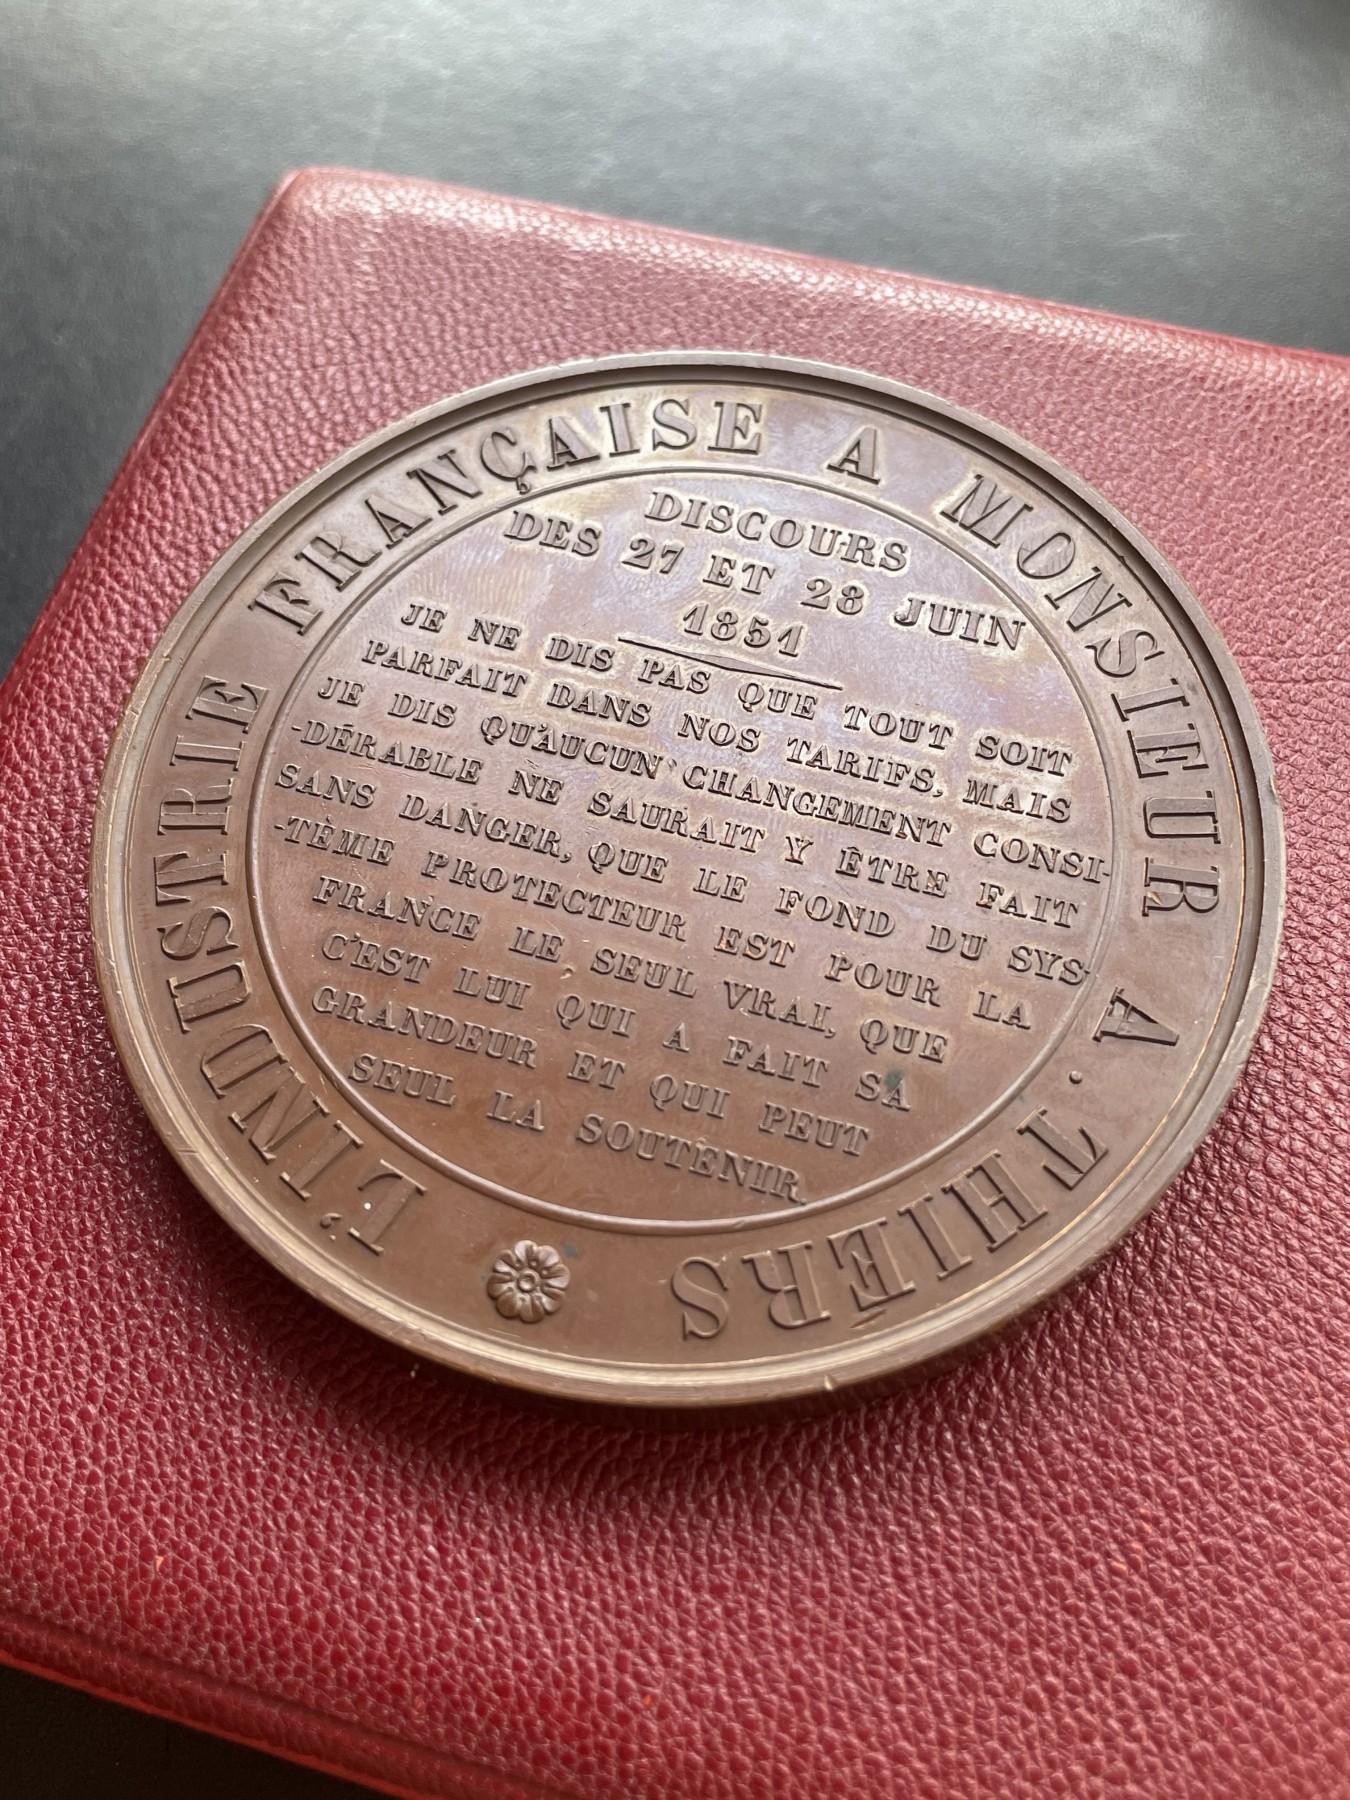 L'INDUSTRIE FRANÇAISE A MONSIEUR A. THIERS
DISCOURS
DES 27 ET 28 JUIN
1851
JE NE DIS PAS QUE TOUT SOIT
PARFAIT DANS NOS TARIFS, MAIS
JE DIS QU'AUCUN CHANGEMENT CONSI-
-DÉRABLE NE SAURAIT Y ÊTRE FAIT
SANS DANGER, QUE LE FOND DU SYS-
-TÈME PROTECTEUR EST POUR LA
FRANCE LE SEUL VRAI, QUE
C'EST LUI QUI A FAIT SA
GRANDEUR ET QUI PEUT
SEUL LA SOUTENIR.